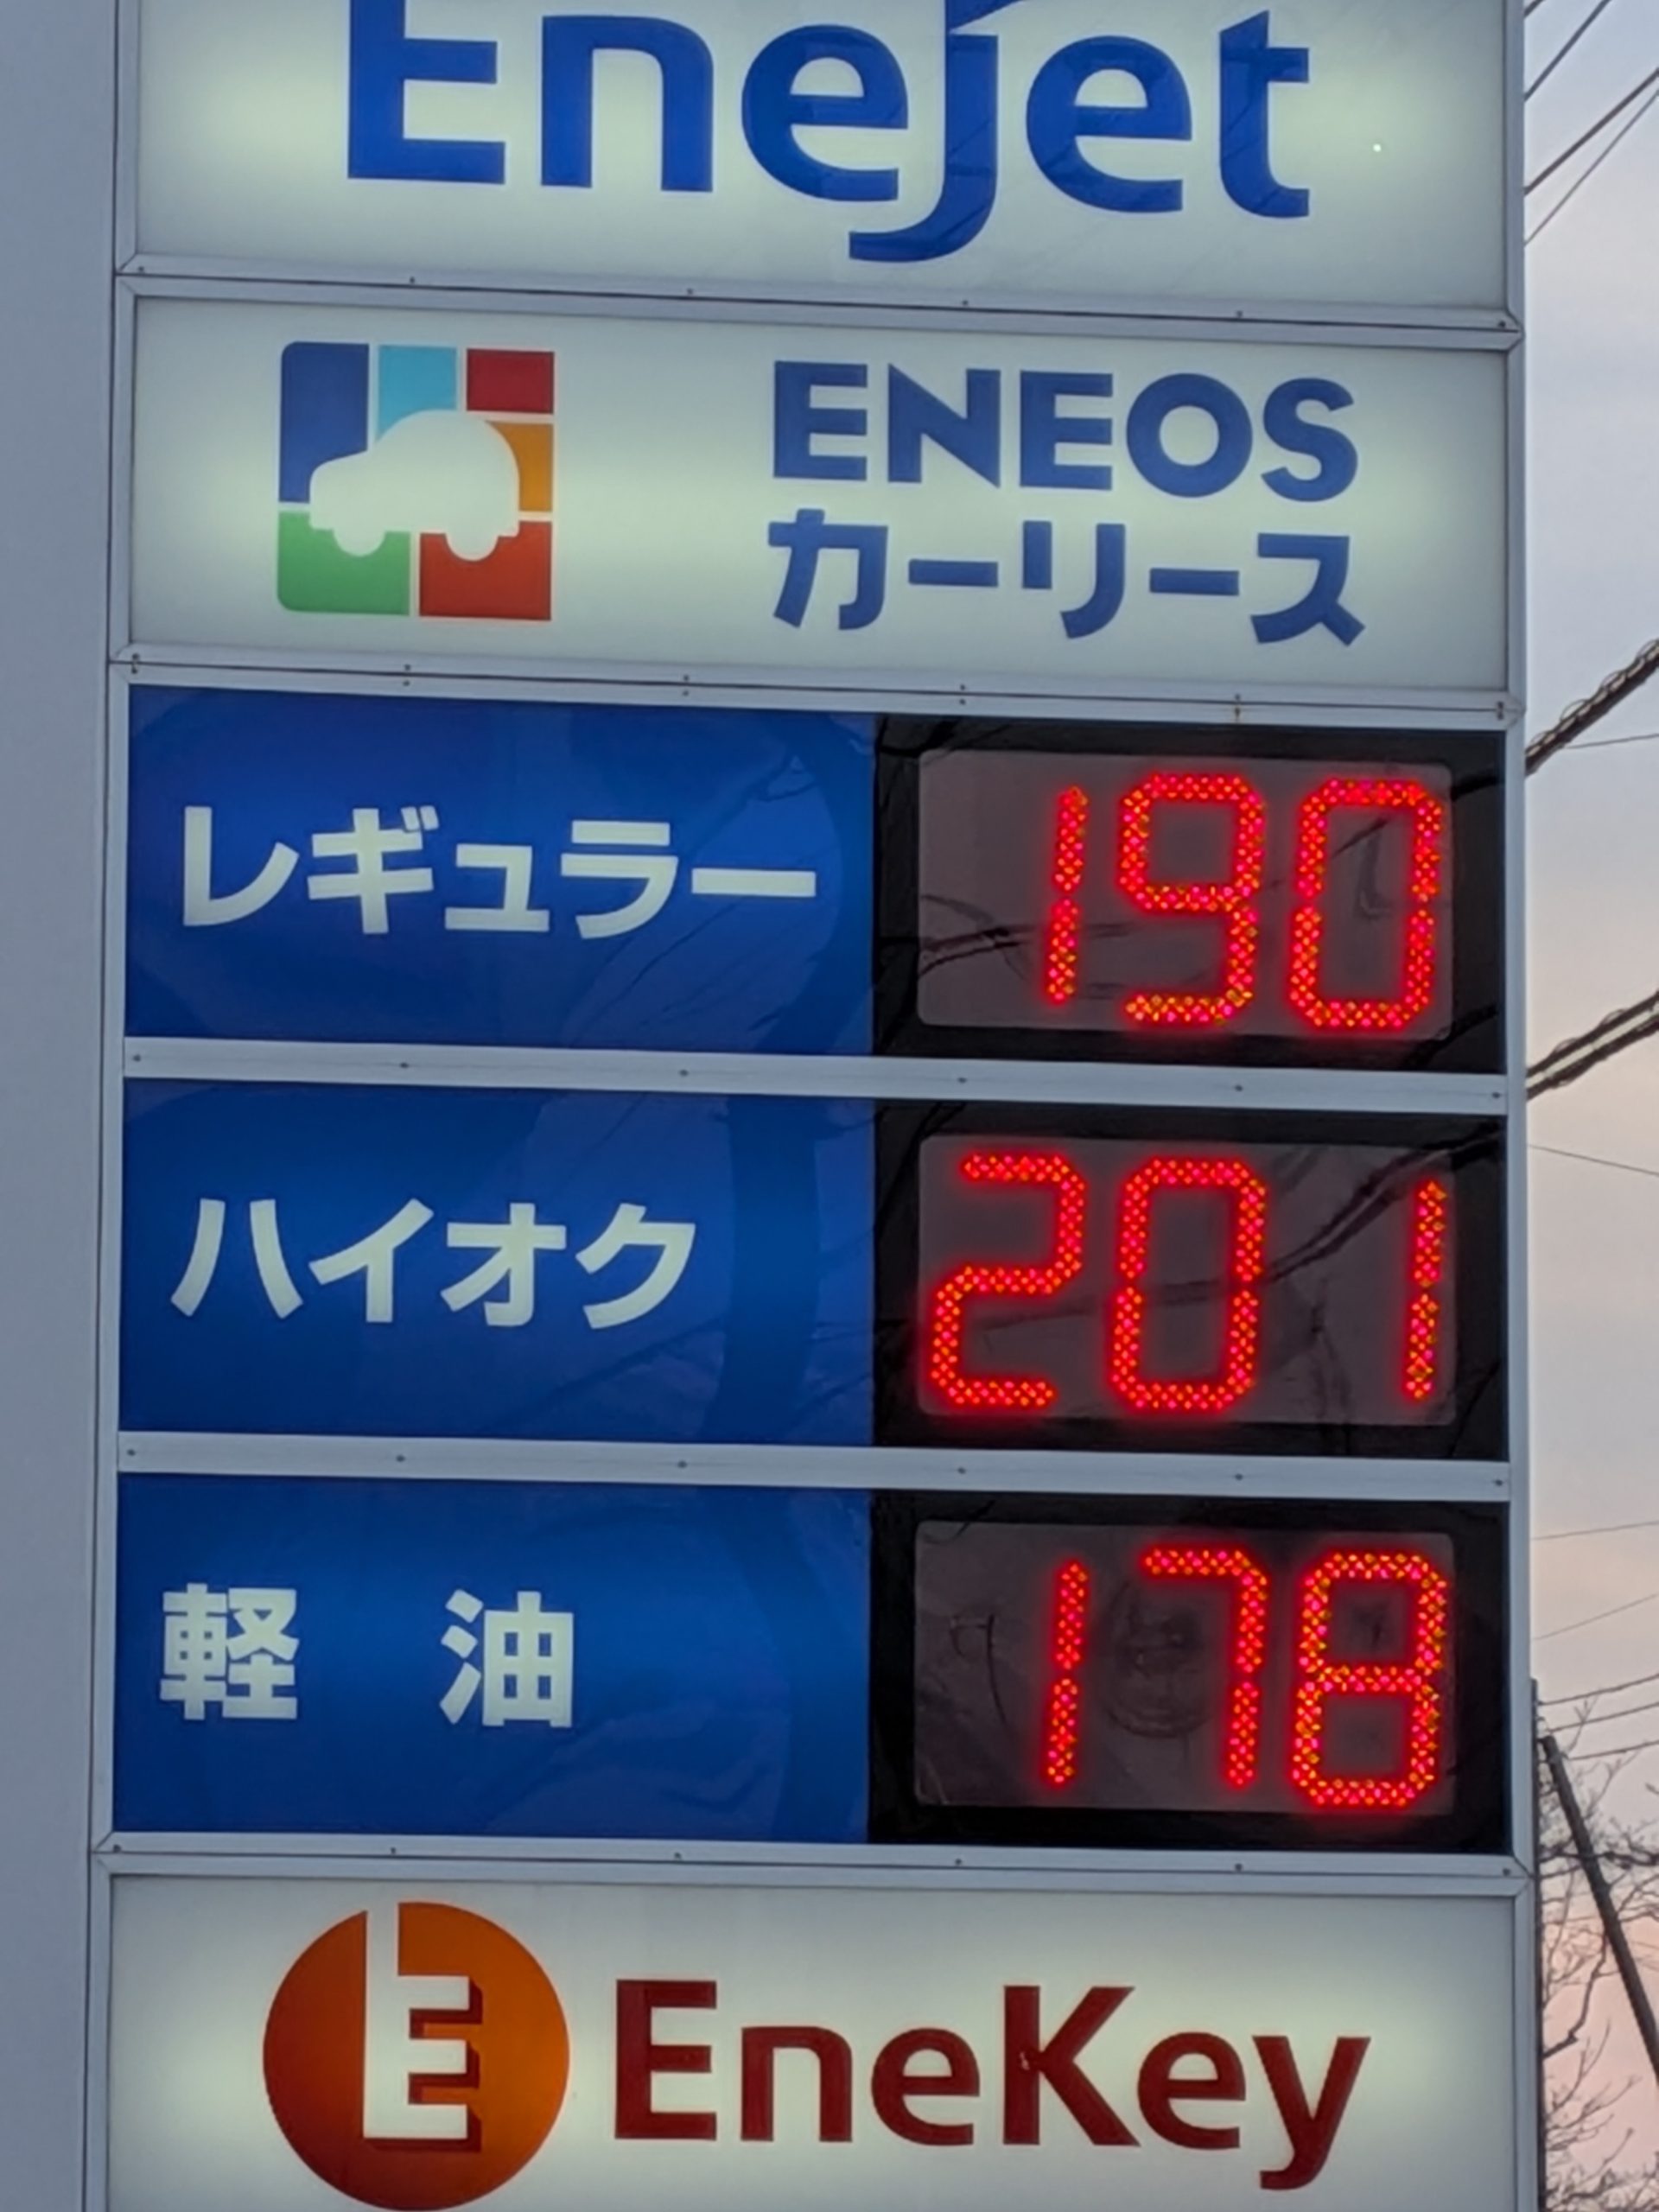 EneJet
ENEOS
カーリース
レギュラー 190
ハイオク 201
軽油 178
EneKey